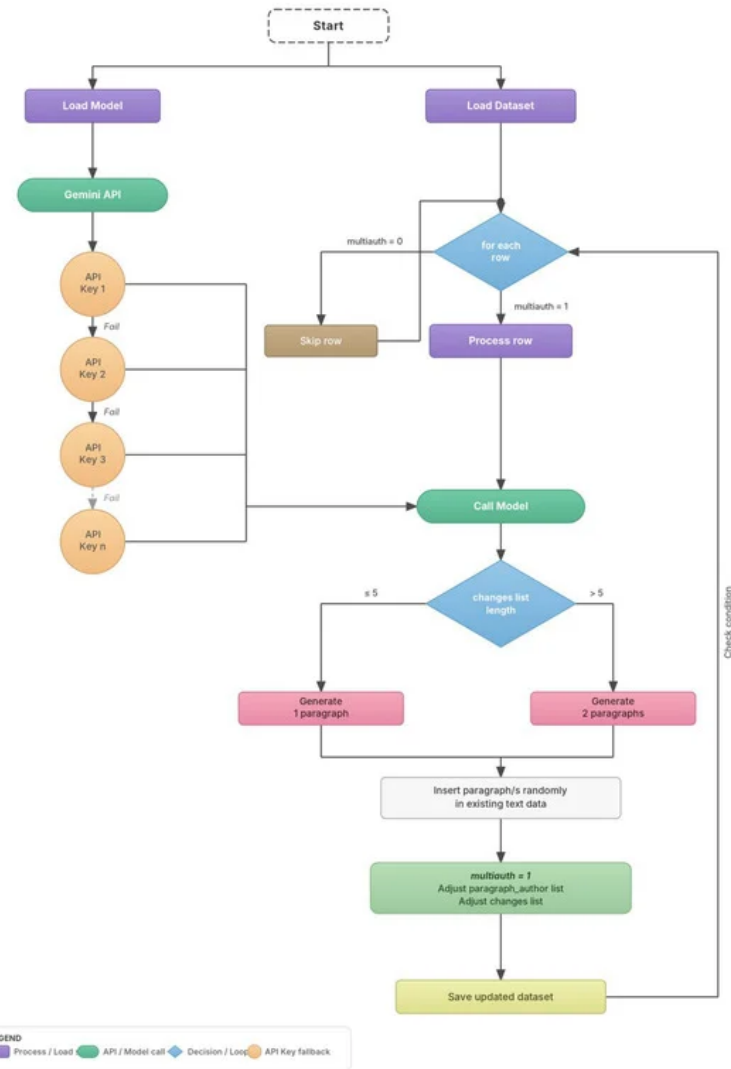 Start
Load Model
Load Dataset
Gemini API
for each
row
multiauth = 0
multiauth = 1
Skip row
Process row
API
Key 1
Fail
API
Key 2
Fail
API
Key 3
Fail
API
Key n
Call Model
changes list
length
≤ 5
> 5
Generate
1 paragraph
Generate
2 paragraphs
Insert paragraph/s randomly
in existing text data
multiauth = 1
Adjust paragraph_author list
Adjust changes list
Save updated dataset
Check condition
GEND
Process / Load
API / Model call
Decision / Loop
API Key fallback